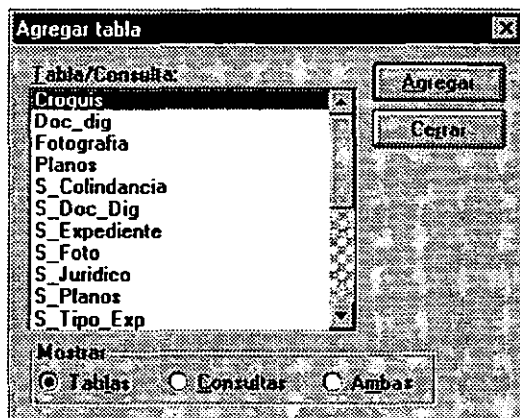 Agregar tabla
Tabla/Consulta:
Agregar
Croquis
Doc_dig
Cerrar
Fotografia
Planos
S_Colindancia
S_Doc_Dig
S_Expediente
S_Foto
S_Juridico
S_Planos
S_Tipo_Exp
Mostrar
Tablas Consultas Ambas